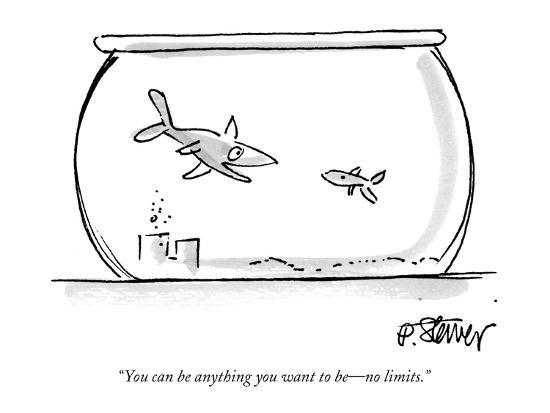 P. Steiner
“You can be anything you want to be—no limits.”